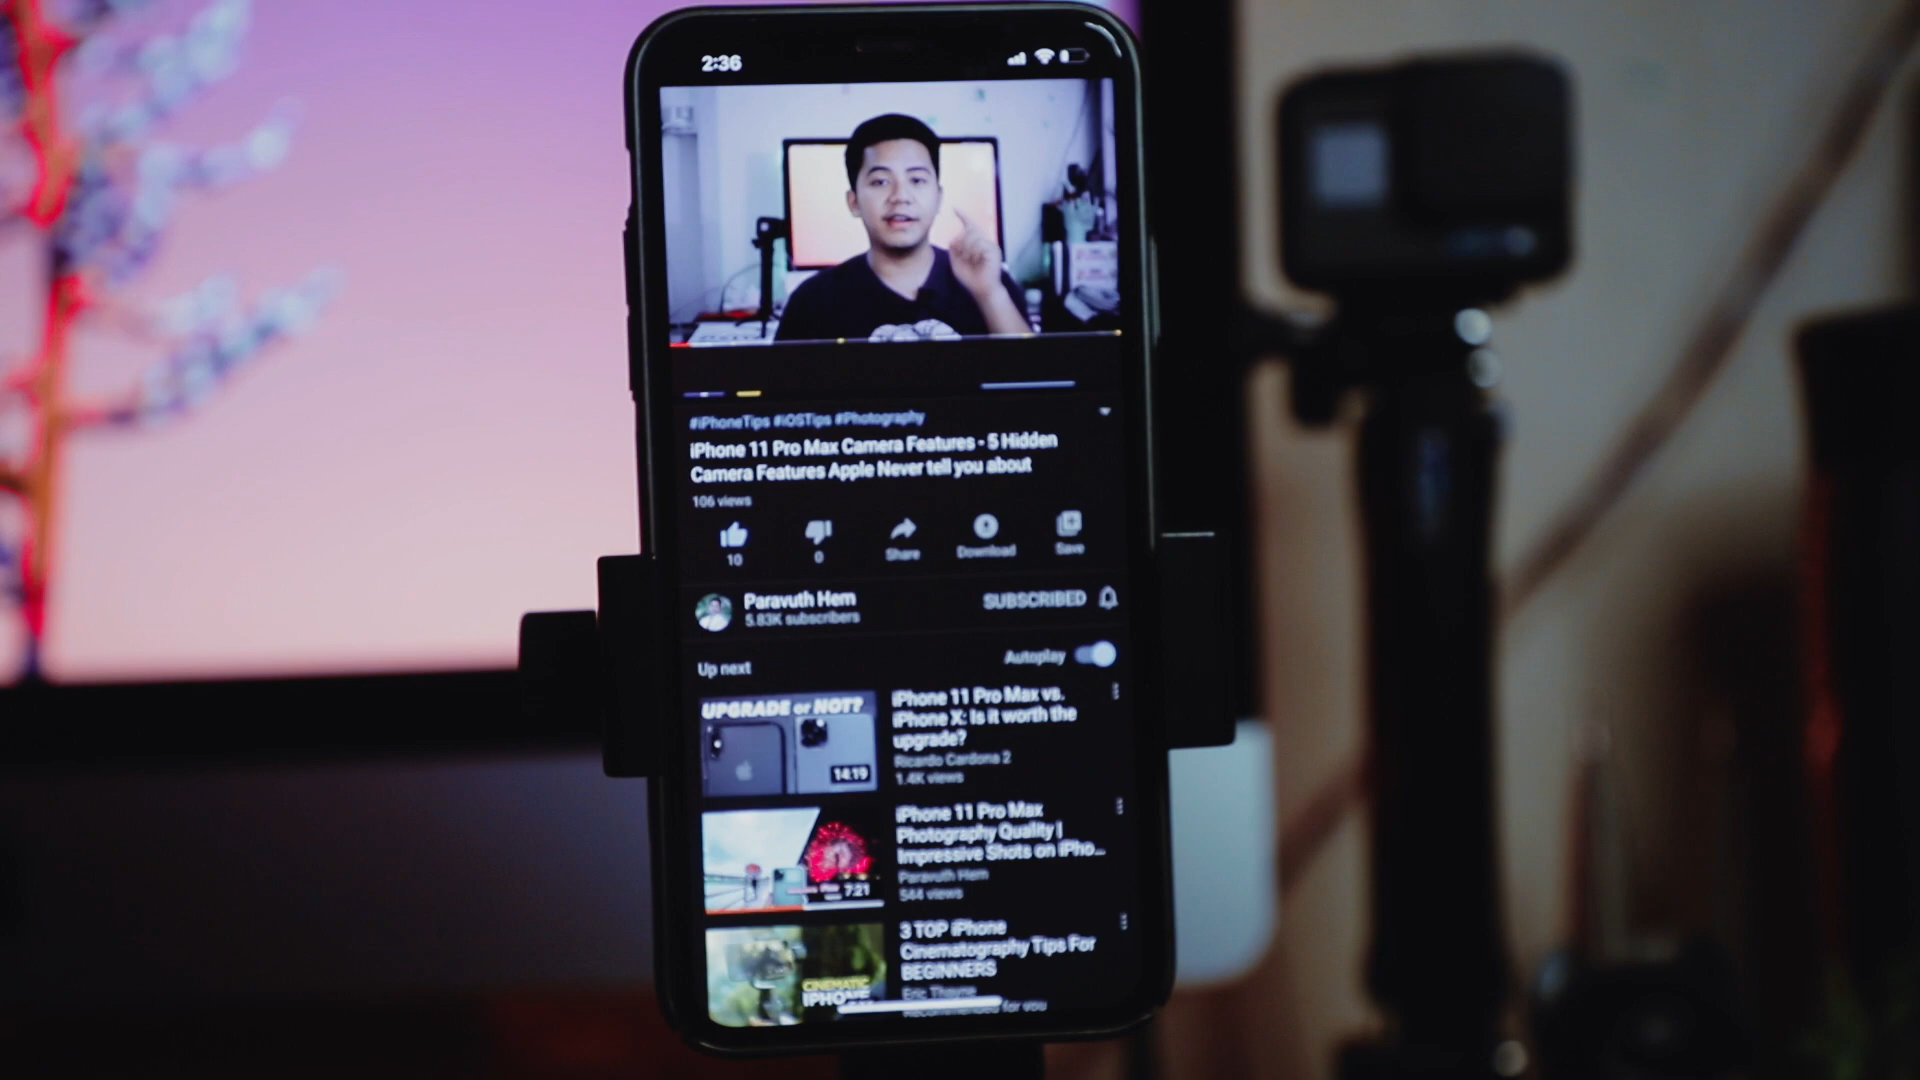 2:36
#iPhoneTips #iOSTips #Photography
iPhone 11 Pro Max Camera Features - 5 Hidden
Camera Features Apple Never tell you about
106 views
10
0
Share
Download
Save
Paravuth Hem
5.83K subscribers
SUBSCRIBED
Up next
Autoplay
UPGRADE or NOT?
14:19
iPhone 11 Pro Max vs.
iPhone X: Is it worth the
upgrade?
Ricardo Cardona 2
1.4K views
7:21
iPhone 11 Pro Max
Photography Quality |
Impressive Shots on iPho...
Paravuth Hem
544 views
CINEMATIC
IPHONE
3 TOP iPhone
Cinematography Tips For
BEGINNERS
Eric Thayne
Recommended for you